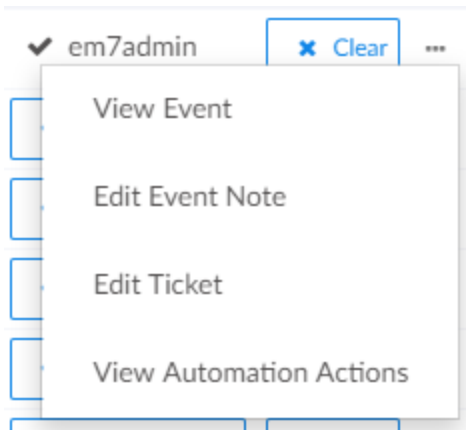 em7admin Clear
View Event
Edit Event Note
Edit Ticket
View Automation Actions